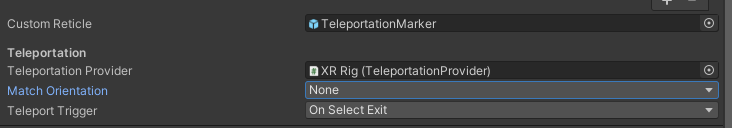 Custom Reticle TeleportationMarker
Teleportation
Teleportation Provider XR Rig (TeleportationProvider)
Match Orientation None
Teleport Trigger On Select Exit